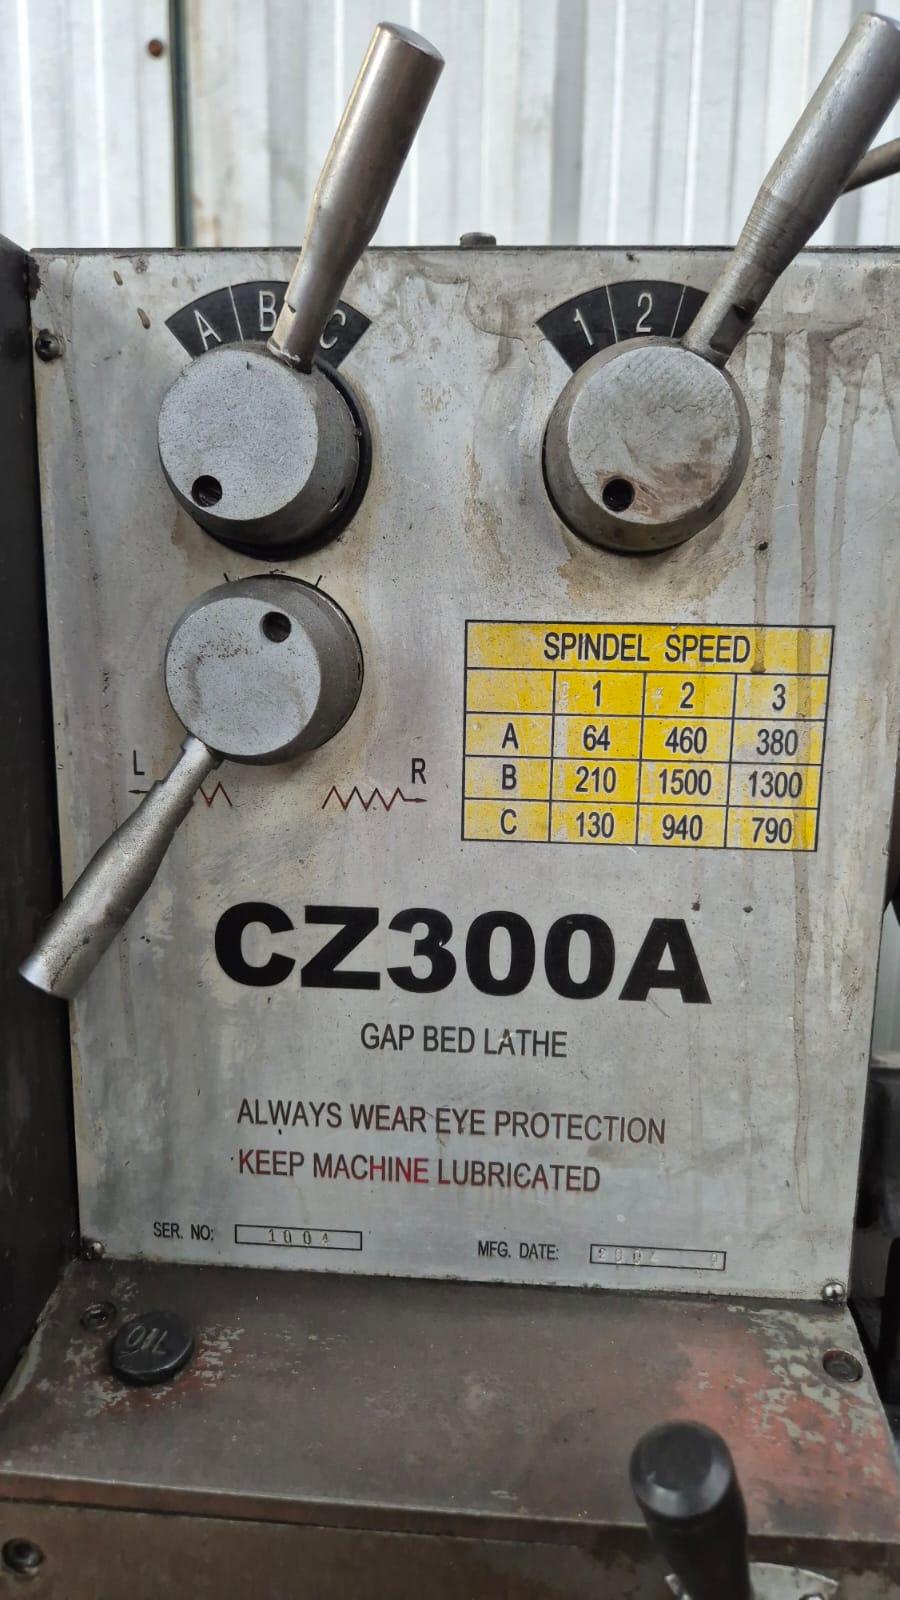 A B C
1 2
L
R
SPINDEL SPEED
1 2 3
A 64 460 380
B 210 1500 1300
C 130 940 790
CZ300A
GAP BED LATHE
ALWAYS WEAR EYE PROTECTION
KEEP MACHINE LUBRICATED
SER. NO: 1004
MFG. DATE:
OIL